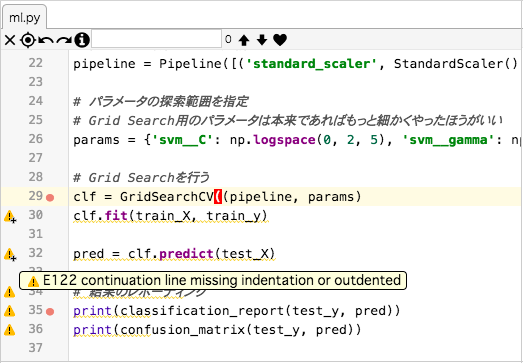 ml.py
0
22 pipeline = Pipeline([('standard_scaler', StandardScaler()
23
24 # パラメータの探索範囲を指定
25 # Grid Search用のパラメータは本来であればもっと細かくやったほうがいい
26 params = {'svm__C': np.logspace(0, 2, 5), 'svm__gamma': np
27
28 # Grid Searchを行う
29 clf = GridSearchCV((pipeline, params)
30 clf.fit(train_X, train_y)
31
32 pred = clf.predict(test_X)
E122 continuation line missing indentation or outdented
34 # 結果のレポーティング
35 print(classification_report(test_y, pred))
36 print(confusion_matrix(test_y, pred))